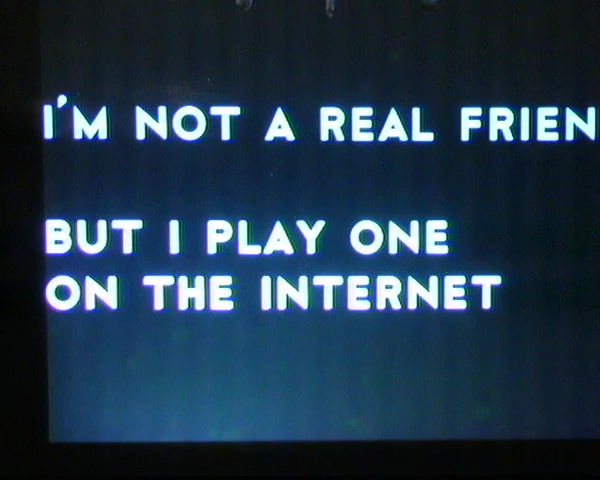 I'M NOT A REAL FRIEN
BUT I PLAY ONE
ON THE INTERNET